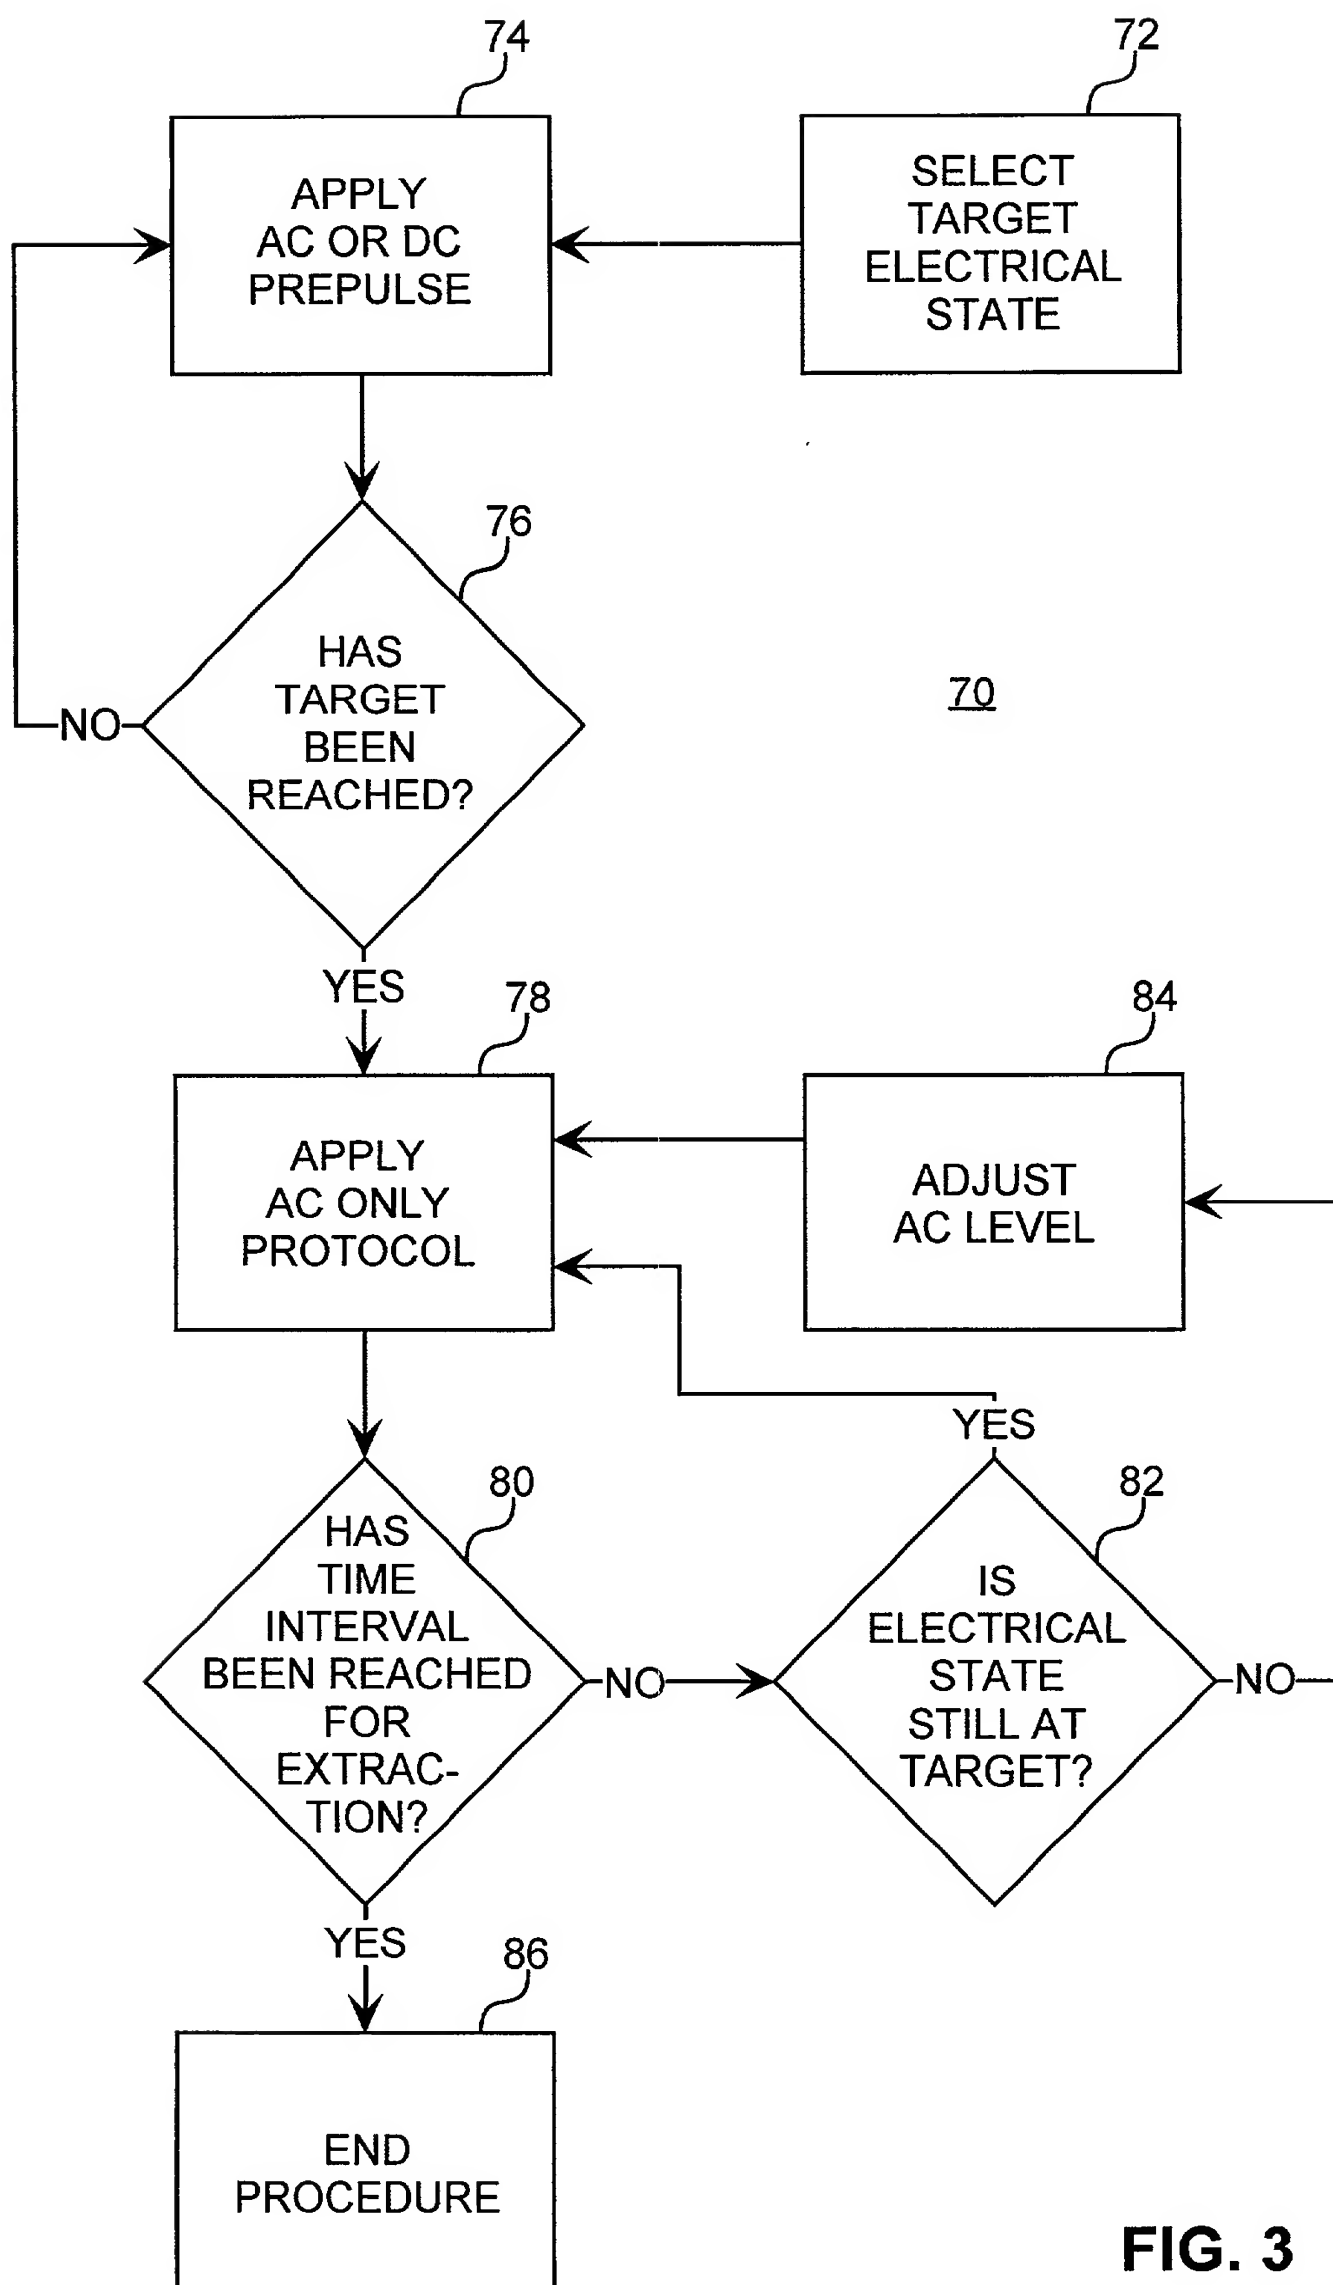 74
72
APPLY
AC OR DC
PREPULSE
SELECT
TARGET
ELECTRICAL
STATE
76
HAS
TARGET
BEEN
REACHED?
NO
70
YES
78
84
APPLY
AC ONLY
PROTOCOL
ADJUST
AC LEVEL
YES
80
82
HAS
TIME
INTERVAL
BEEN REACHED
FOR
EXTRAC-
TION?
NO
IS
ELECTRICAL
STATE
STILL AT
TARGET?
NO
YES
86
END
PROCEDURE
FIG. 3